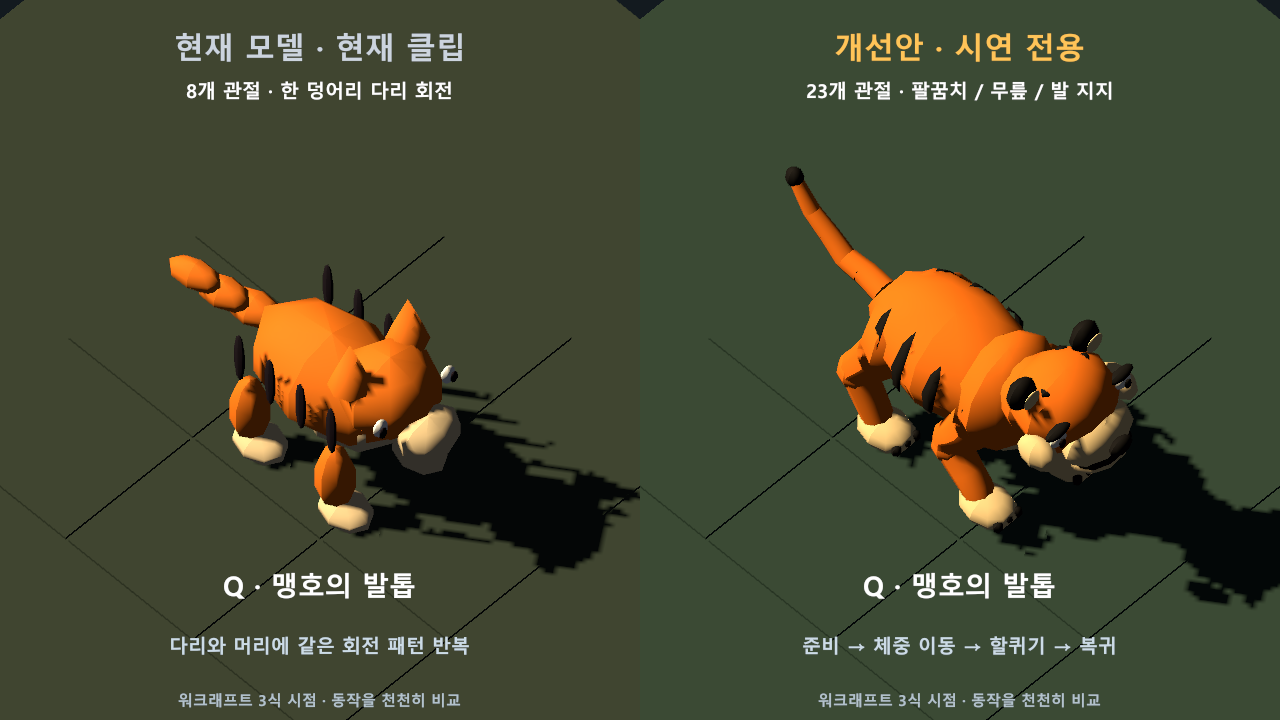 현재 모델 · 현재 클립
8개 관절 · 한 덩어리 다리 회전
Q · 맹호의 발톱
다리와 머리에 같은 회전 패턴 반복
워크래프트 3식 시점 · 동작을 천천히 비교
개선안 · 시연 전용
23개 관절 · 팔꿈치 / 무릎 / 발 지지
Q · 맹호의 발톱
준비 → 체중 이동 → 할퀴기 → 복귀
워크래프트 3식 시점 · 동작을 천천히 비교